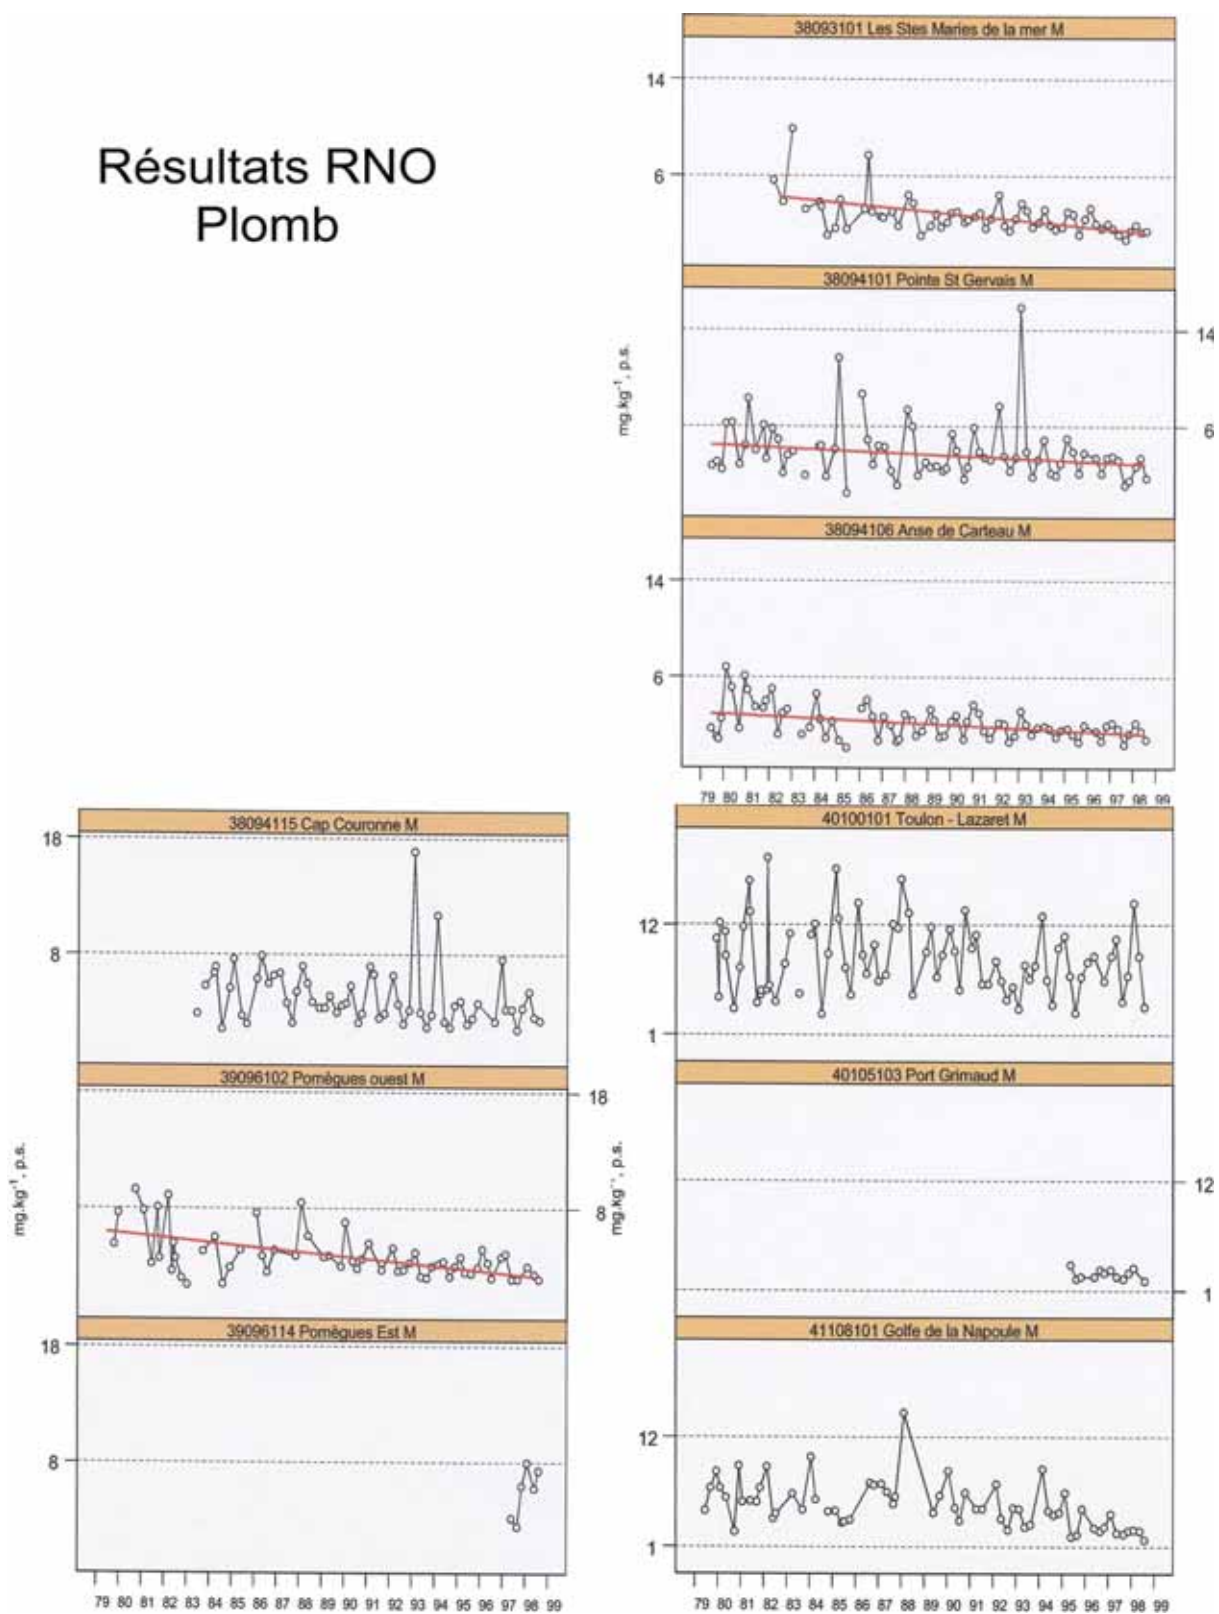 Résultats RNO
Plomb
38093101 Les Stes Maries de la mer M
14
6
38094101 Pointe St Gervais M
14
6
mg.kg⁻¹, p.s.
38094106 Anse de Carteau M
14
6
79 80 81 82 83 84 85 86 87 88 89 90 91 92 93 94 95 96 97 98 99
38094115 Cap Couronne M
18
8
39096102 Pomègues ouest M
18
8
mg.kg⁻¹, p.s.
39096114 Pomègues Est M
18
8
79 80 81 82 83 84 85 86 87 88 89 90 91 92 93 94 95 96 97 98 99
40100101 Toulon - Lazaret M
12
1
40105103 Port Grimaud M
12
1
mg.kg⁻¹, p.s.
41108101 Golfe de la Napoule M
12
1
79 80 81 82 83 84 85 86 87 88 89 90 91 92 93 94 95 96 97 98 99